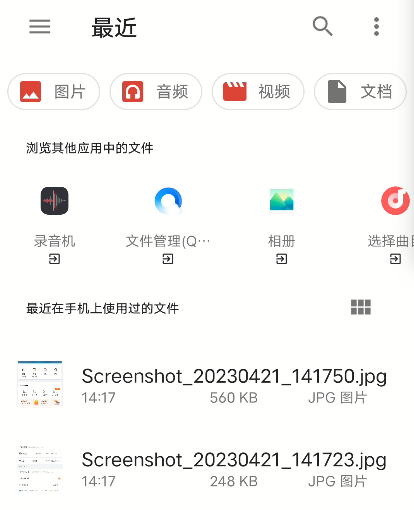 最近
图片 音频 视频 文档
浏览其他应用中的文件
录音机 文件管理(Q… 相册 选择曲
最近在手机上使用过的文件
Screenshot_20230421_141750.jpg
14:17 560 KB JPG 图片
Screenshot_20230421_141723.jpg
14:17 248 KB JPG 图片